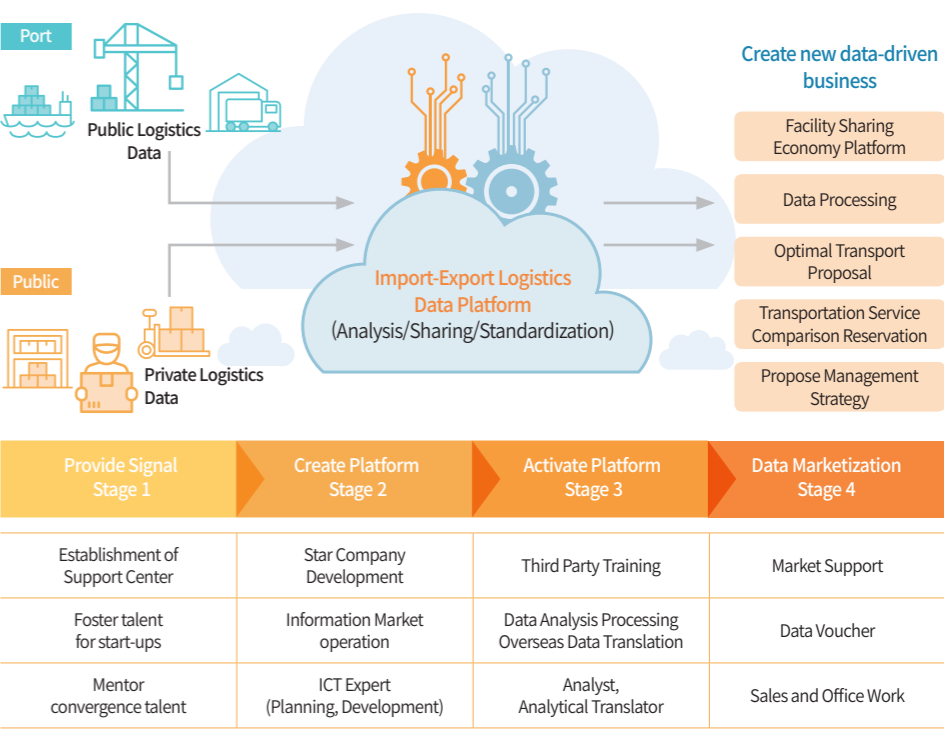 Port
Public Logistics
Data
Public
Private Logistics
Data
Import-Export Logistics
Data Platform
(Analysis/Sharing/Standardization)
Create new data-driven
business
Facility Sharing
Economy Platform
Data Processing
Optimal Transport
Proposal
Transportation Service
Comparison Reservation
Propose Management
Strategy
Provide Signal
Stage 1
Create Platform
Stage 2
Activate Platform
Stage 3
Data Marketization
Stage 4
Establishment of
Support Center
Star Company
Development
Third Party Training
Market Support
Foster talent
for start-ups
Information Market
operation
Data Analysis Processing
Overseas Data Translation
Data Voucher
Mentor
convergence talent
ICT Expert
(Planning, Development)
Analyst,
Analytical Translator
Sales and Office Work